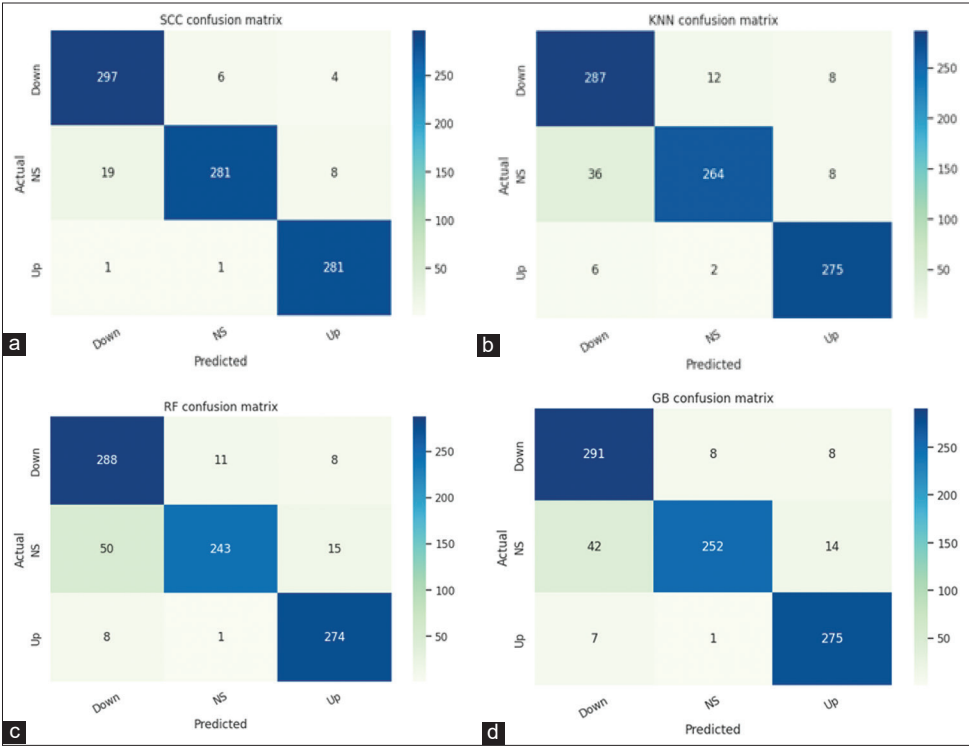 SCC confusion matrix
Down 297 6 4
Actual
NS 19 281 8
Up 1 1 281
Down NS Up
Predicted
250
200
150
100
50
a
KNN confusion matrix
Down 287 12 8
Actual
NS 36 264 8
Up 6 2 275
Down NS Up
Predicted
250
200
150
100
50
b
RF confusion matrix
Down 288 11 8
Actual
NS 50 243 15
Up 8 1 274
Down NS Up
Predicted
250
200
150
100
50
c
GB confusion matrix
Down 291 8 8
Actual
NS 42 252 14
Up 7 1 275
Down NS Up
Predicted
250
200
150
100
50
d